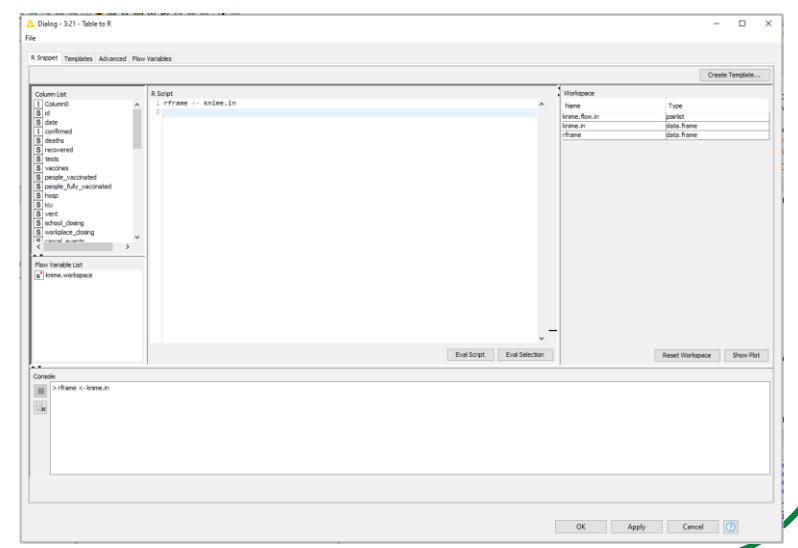 Dialog - 3:21 - Table to R
File
R Snippet Templates Advanced Flow Variables
Create Template...
Column List
I Column0
S id
S date
I confirmed
S deaths
S recovered
S tests
S vaccines
S people_vaccinated
S people_fully_vaccinated
S hosp
S icu
S vent
S school_closing
S workplace_closing
S cancel_events
Flow Variable List
s knime.workspace
R Script
1 rframe <- knime.in
2
Eval Script Eval Selection
Workspace
Name Type
knime.flow.in pairlist
knime.in data.frame
rframe data.frame
Reset Workspace Show Plot
Console
> rframe <- knime.in
OK Apply Cancel ?